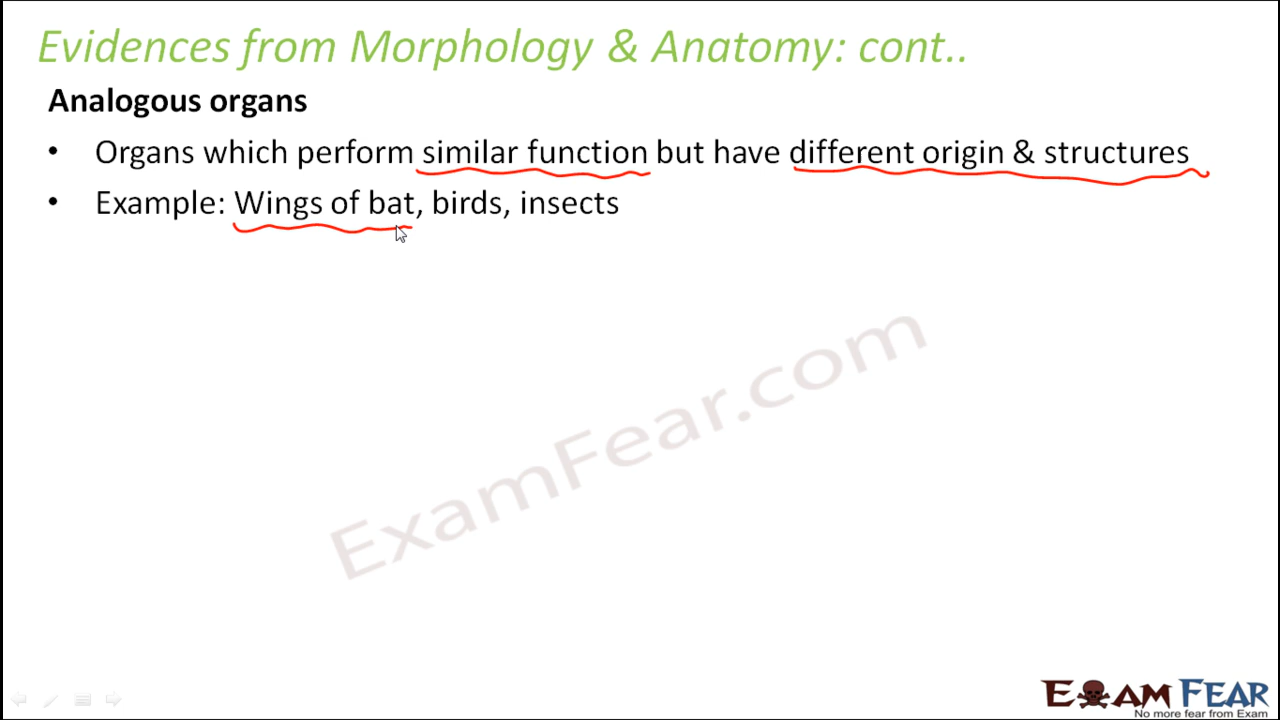 Evidences from Morphology & Anatomy: cont..
Analogous organs
• Organs which perform similar function but have different origin & structures
• Example: Wings of bat, birds, insects
ExamFear.com
EXAM FEAR
No more fear from Exam